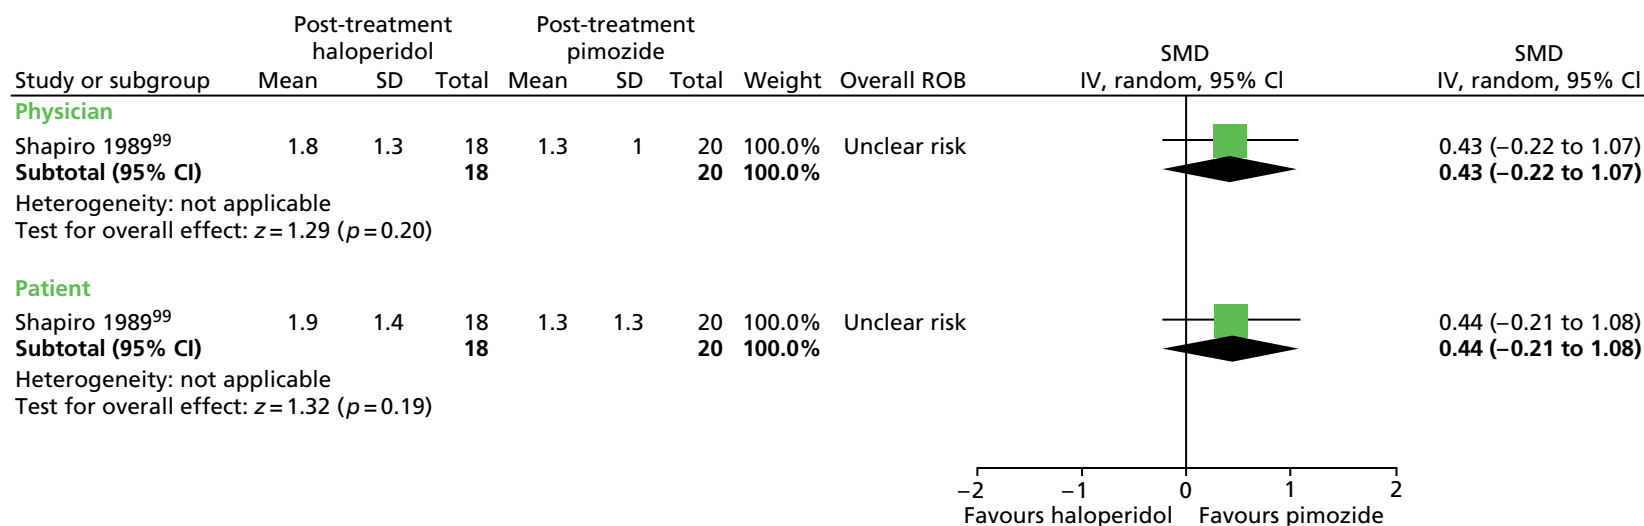 Post-treatment haloperidol Post-treatment pimozide SMD SMD
Study or subgroup Mean SD Total Mean SD Total Weight Overall ROB IV, random, 95% CI IV, random, 95% CI
Physician
Shapiro 1989⁹⁹ 1.8 1.3 18 1.3 1 20 100.0% Unclear risk 0.43 (−0.22 to 1.07)
Subtotal (95% CI) 18 20 100.0% 0.43 (−0.22 to 1.07)
Heterogeneity: not applicable
Test for overall effect: z=1.29 (p=0.20)
Patient
Shapiro 1989⁹⁹ 1.9 1.4 18 1.3 1.3 20 100.0% Unclear risk 0.44 (−0.21 to 1.08)
Subtotal (95% CI) 18 20 100.0% 0.44 (−0.21 to 1.08)
Heterogeneity: not applicable
Test for overall effect: z=1.32 (p=0.19)
−2 −1 0 1 2
Favours haloperidol Favours pimozide